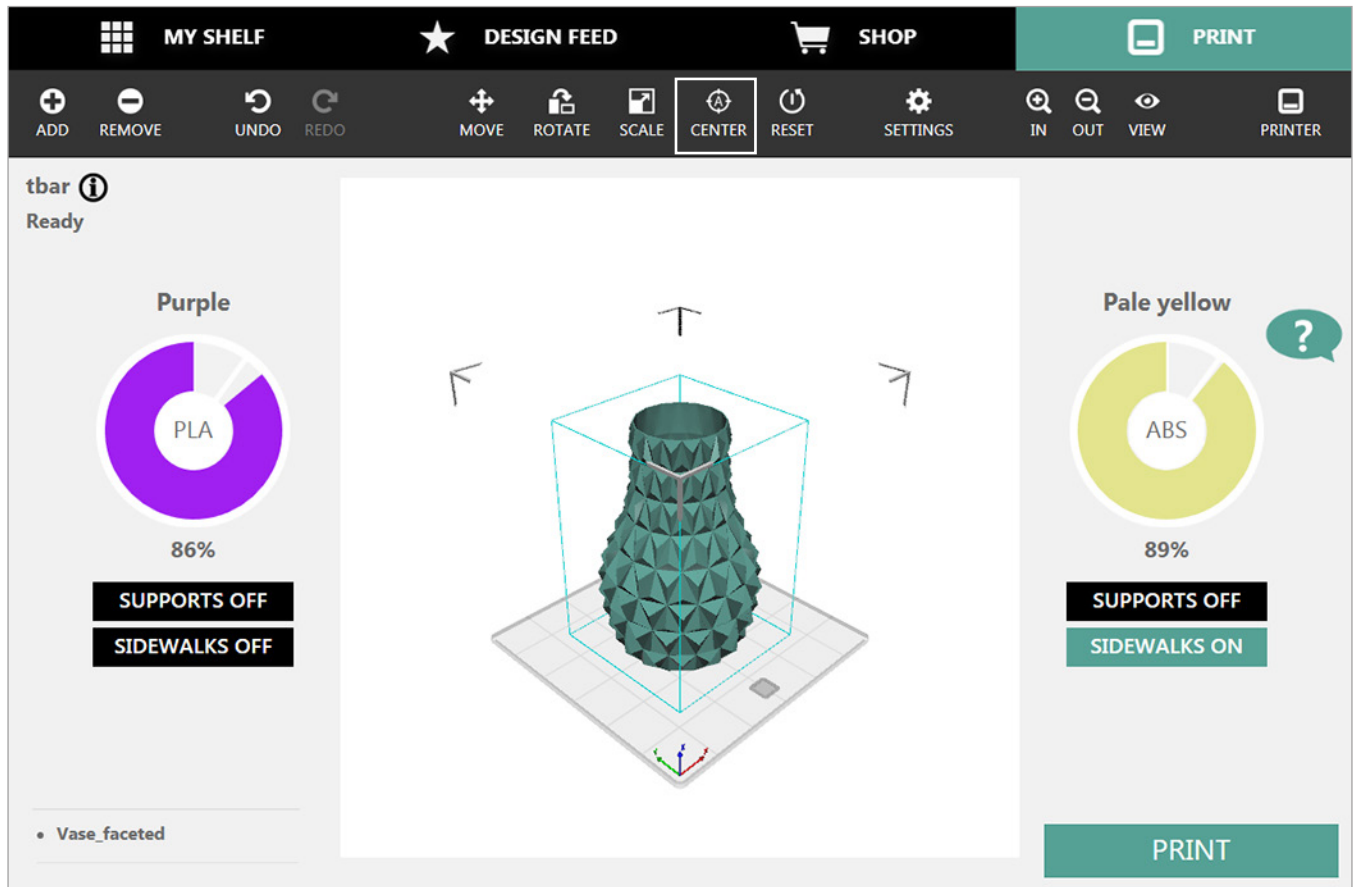 MY SHELF
DESIGN FEED
SHOP
PRINT
ADD
REMOVE
UNDO
REDO
MOVE
ROTATE
SCALE
CENTER
RESET
SETTINGS
IN
OUT
VIEW
PRINTER
tbar
Ready
Purple
PLA
86%
SUPPORTS OFF
SIDEWALKS OFF
Pale yellow
?
ABS
89%
SUPPORTS OFF
SIDEWALKS ON
• Vase_faceted
PRINT